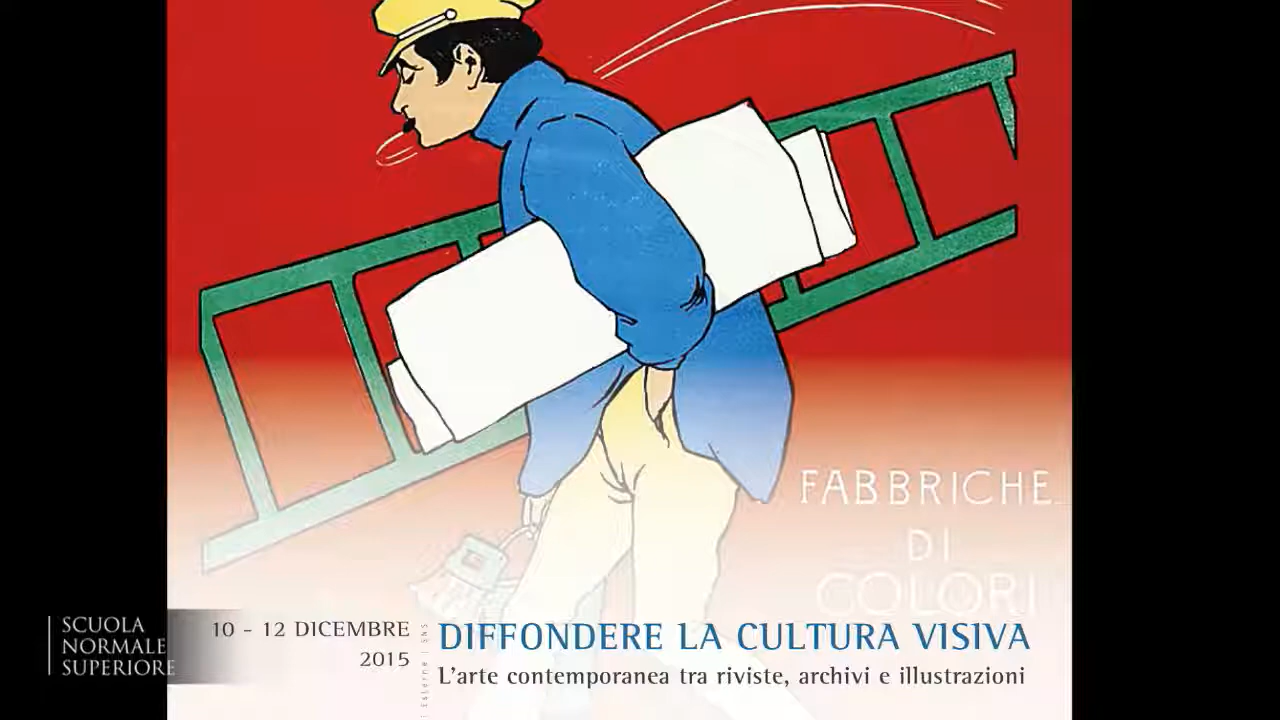 FABBRICHE
DI
COLORI
SCUOLA
NORMALE
SUPERIORE
10 - 12 DICEMBRE
2015
DIFFONDERE LA CULTURA VISIVA
L'arte contemporanea tra riviste, archivi e illustrazioni